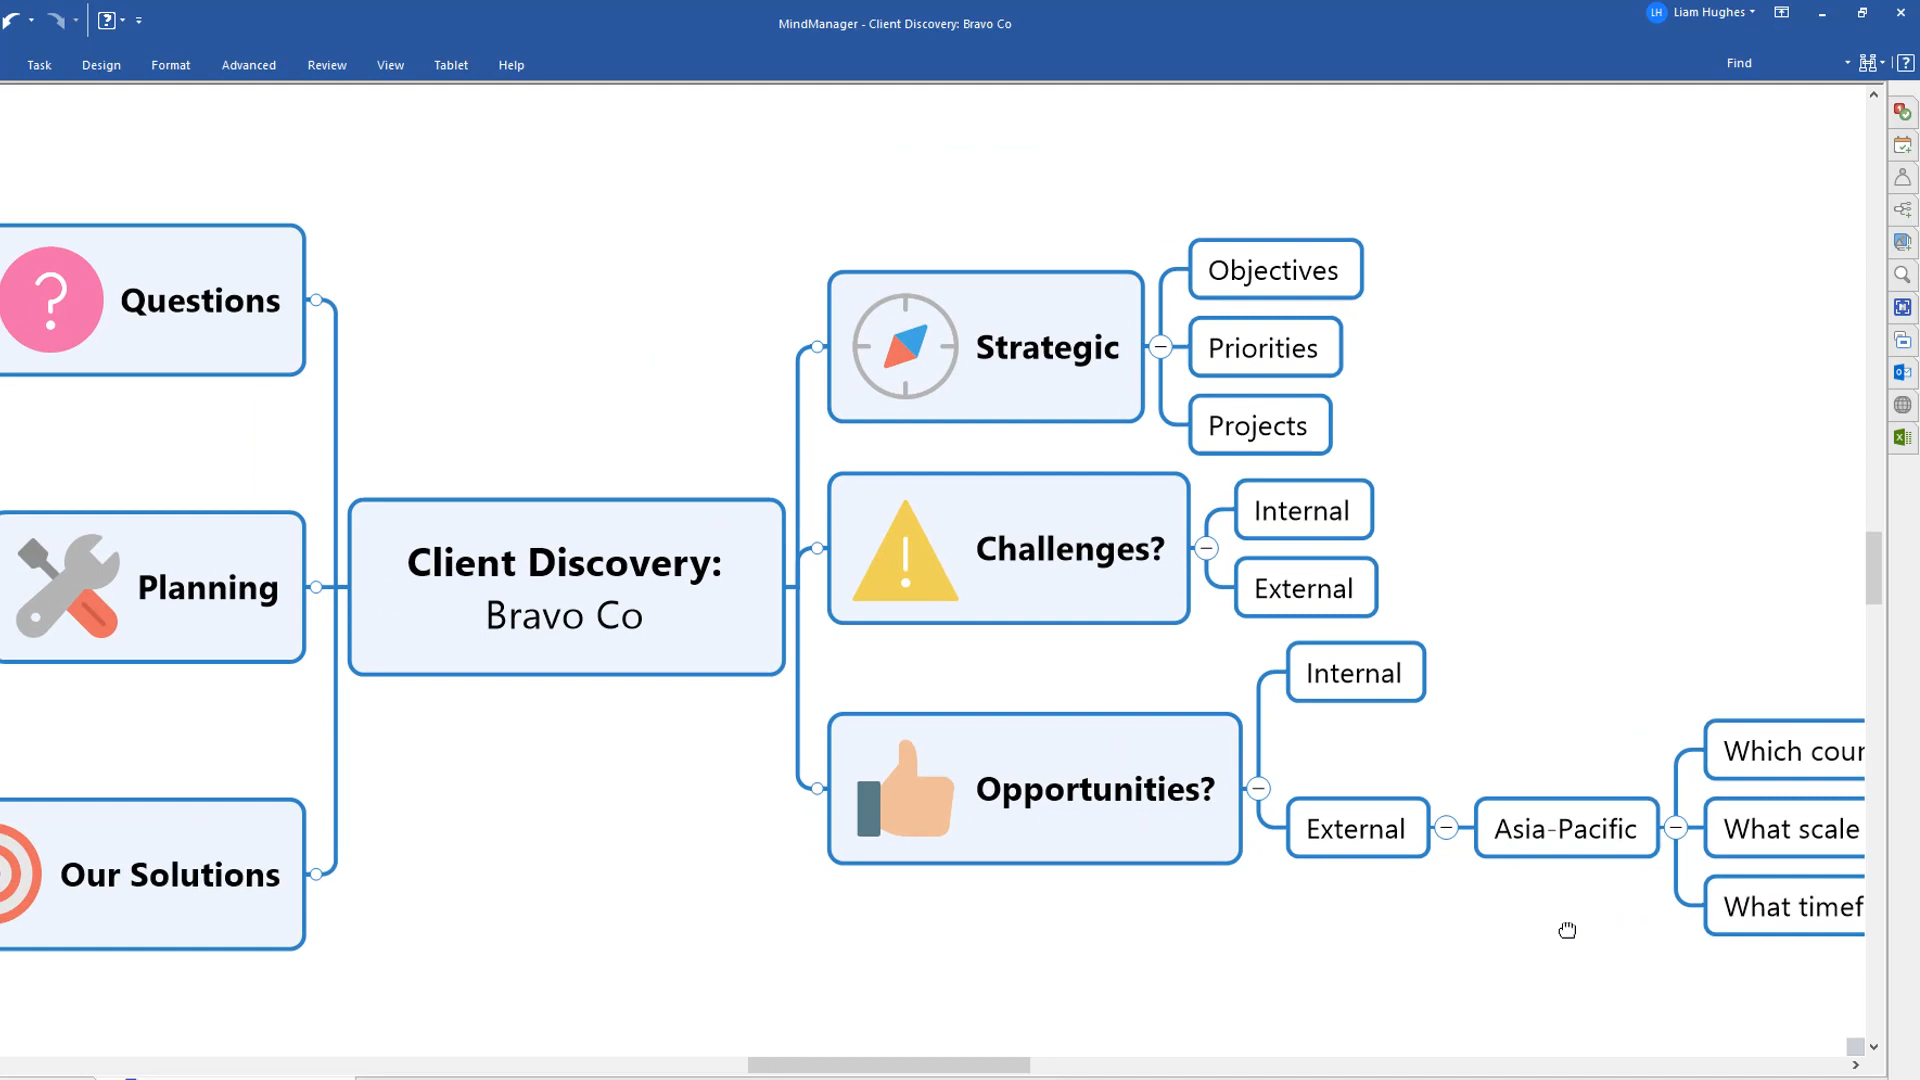 MindManager - Client Discovery: Bravo Co
LH Liam Hughes
Task Design Format Advanced Review View Tablet Help
Find
Questions
Planning
Our Solutions
Client Discovery:
Bravo Co
Strategic
Objectives
Priorities
Projects
Challenges?
Internal
External
Opportunities?
Internal
External
Asia-Pacific
Which
What scale
What